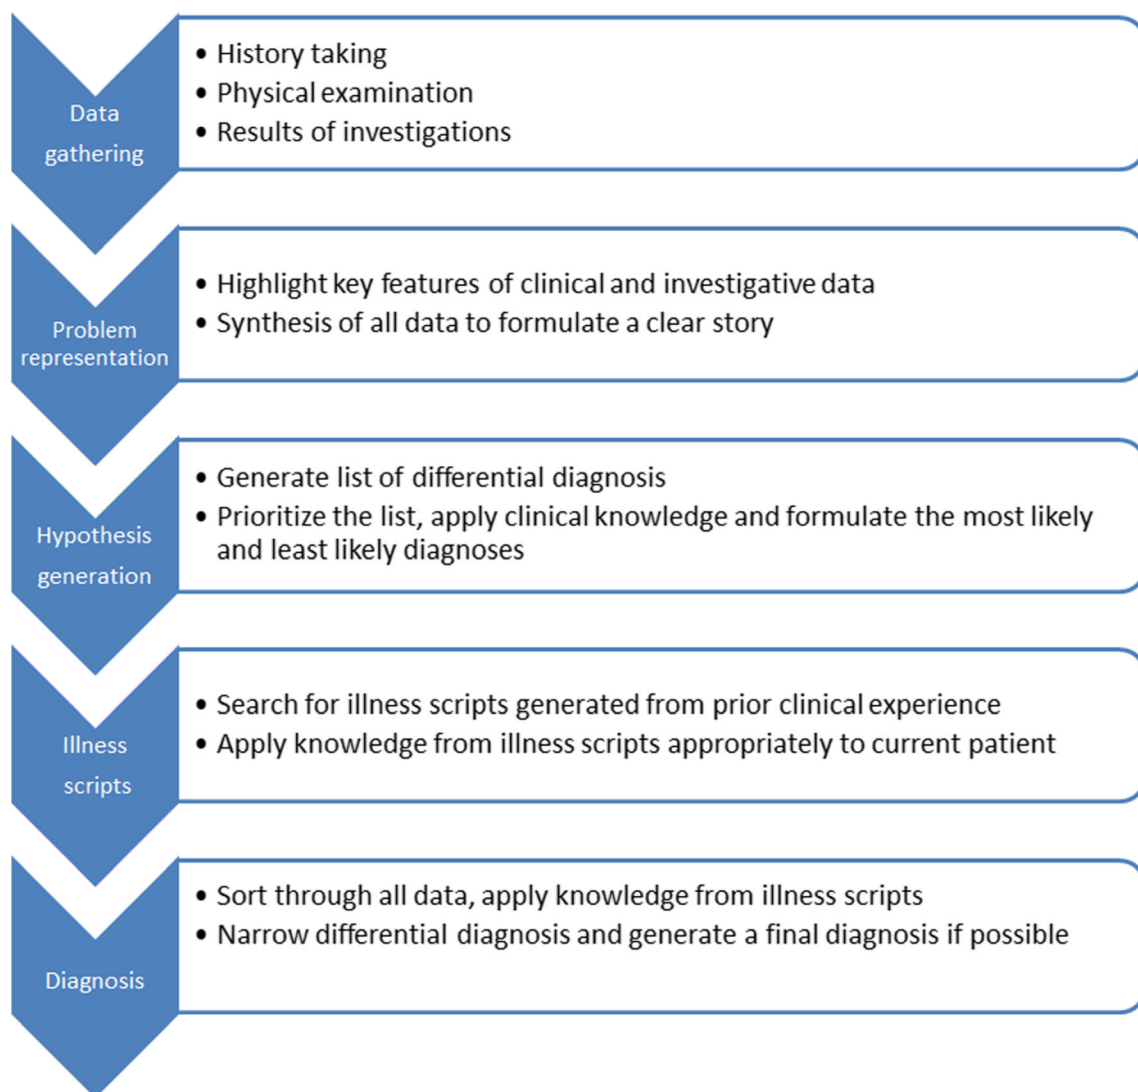 Data
gathering
• History taking
• Physical examination
• Results of investigations
Problem
representation
• Highlight key features of clinical and investigative data
• Synthesis of all data to formulate a clear story
Hypothesis
generation
• Generate list of differential diagnosis
• Prioritize the list, apply clinical knowledge and formulate the most likely
and least likely diagnoses
Illness
scripts
• Search for illness scripts generated from prior clinical experience
• Apply knowledge from illness scripts appropriately to current patient
Diagnosis
• Sort through all data, apply knowledge from illness scripts
• Narrow differential diagnosis and generate a final diagnosis if possible